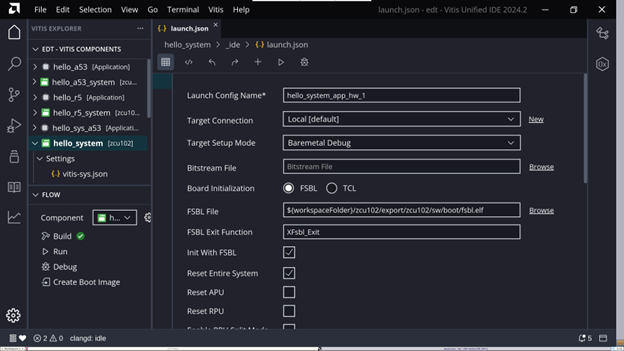 File Edit Selection View Vitis Go Terminal Vitis Help launch.json - edt - Vitis Unified IDE 2024.2
VITIS EXPLORER ...
EDT - VITIS COMPONENTS
hello_a53 [Application]
hello_a53_system [zcu...
hello_r5 [Application]
hello_r5_system [zcu10...
hello_sys_a53 [Applicati...
hello_system [zcu102]
Settings
{..} vitis-sys.json
FLOW
Component h...
Build
Run
Debug
Create Boot Image
{..} launch.json
hello_system > _ide > {..} launch.json
Launch Config Name* hello_system_app_hw_1
Target Connection Local [default] New
Target Setup Mode Baremetal Debug
Bitstream File Bitstream File Browse
Board Initialization FSBL TCL
FSBL File ${workspaceFolder}/zcu102/export/zcu102/sw/boot/fsbl.elf Browse
FSBL Exit Function XFsbl_Exit
Init With FSBL
Reset Entire System
Reset APU
Reset RPU
Enable RPU Split Mode
2 0 clangd: idle 5